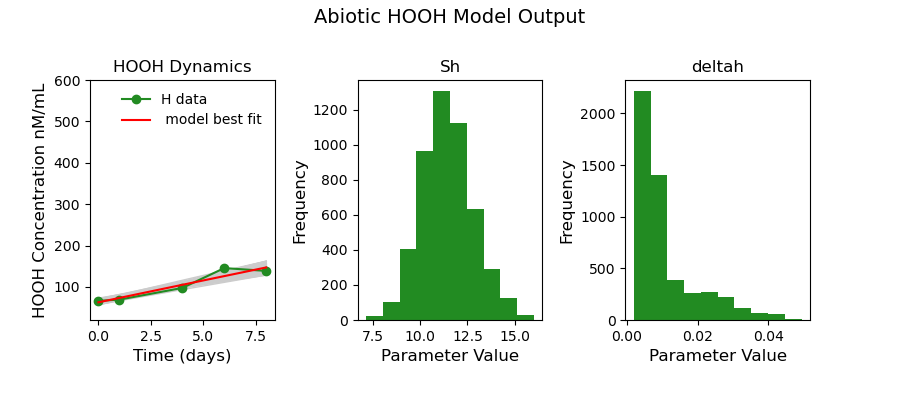 Abiotic HOOH Model Output
HOOH Dynamics
HOOH Concentration nM/mL
600
500
400
300
200
100
H data
model best fit
0.0 2.5 5.0 7.5
Time (days)
Sh
Frequency
1200
1000
800
600
400
200
0
7.5 10.0 12.5 15.0
Parameter Value
deltah
Frequency
2000
1500
1000
500
0
0.00 0.02 0.04
Parameter Value